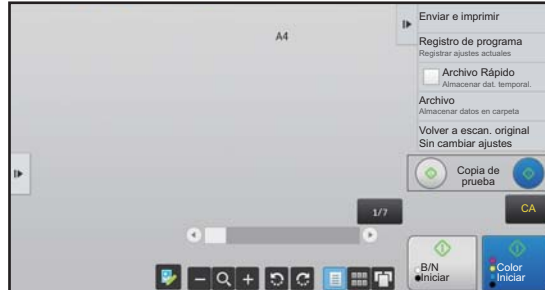 A4
Enviar e imprimir
Registro de programa
Registrar ajustes actuales
Archivo Rápido
Almacenar dat. temporal.
Archivo
Almacenar datos en carpeta
Volver a escan. original
Sin cambiar ajustes
Copia de
prueba
1/7
CA
B/N
Iniciar
Color
Iniciar